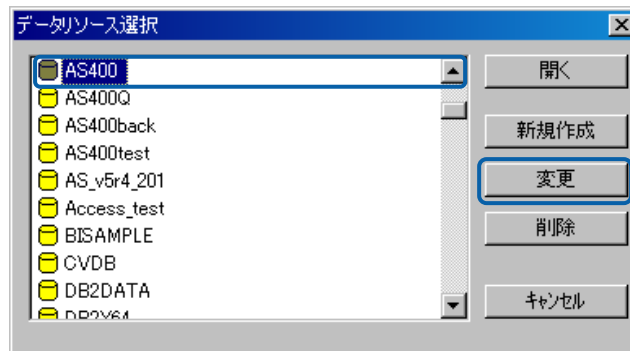 データリソース選択
AS400
AS400Q
AS400back
AS400test
AS_v5r4_201
Access_test
BISAMPLE
CVDB
DB2DATA
DB2V64
開く
新規作成
変更
削除
キャンセル